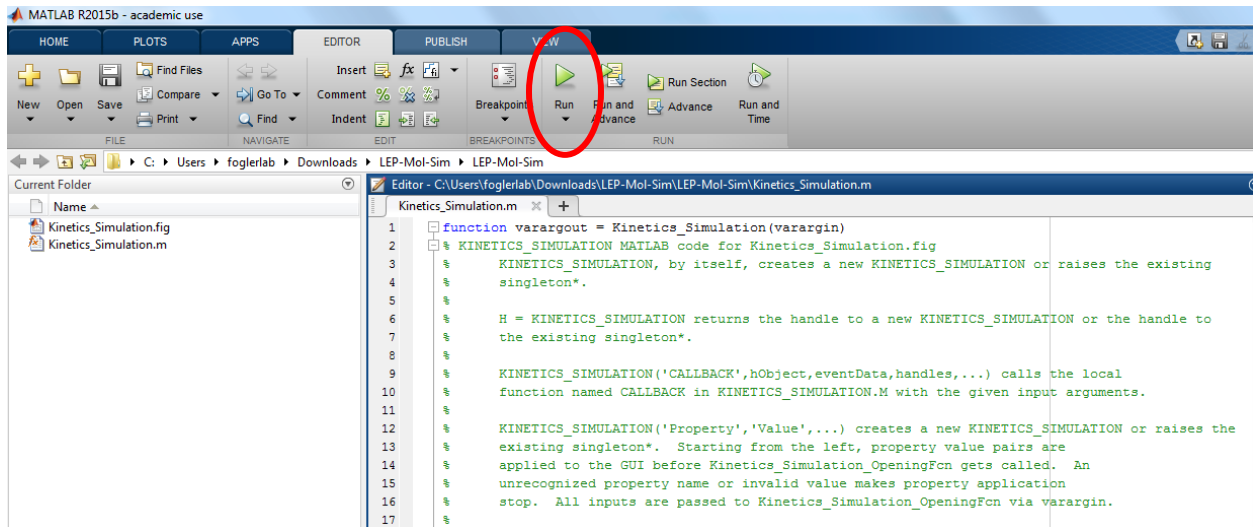 MATLAB R2015b - academic use
HOME PLOTS APPS EDITOR PUBLISH VIEW
Find Files Insert fx
New Open Save Compare Go To Comment Breakpoints Run Run and Advance Run Section Advance Run and Time
Print Find Indent
FILE NAVIGATE EDIT BREAKPOINTS RUN
C: Users foglerlab Downloads LEP-Mol-Sim LEP-Mol-Sim
Current Folder
Name
Kinetics_Simulation.fig
Kinetics_Simulation.m
Editor - C:\Users\foglerlab\Downloads\LEP-Mol-Sim\LEP-Mol-Sim\Kinetics_Simulation.m
Kinetics_Simulation.m × +
1 function varargout = Kinetics_Simulation(varargin)
2 % KINETICS_SIMULATION MATLAB code for Kinetics_Simulation.fig
3 % KINETICS_SIMULATION, by itself, creates a new KINETICS_SIMULATION or raises the existing
4 % singleton*.
5 %
6 % H = KINETICS_SIMULATION returns the handle to a new KINETICS_SIMULATION or the handle to
7 % the existing singleton*.
8 %
9 % KINETICS_SIMULATION('CALLBACK',hObject,eventData,handles,...) calls the local
10 % function named CALLBACK in KINETICS_SIMULATION.M with the given input arguments.
11 %
12 % KINETICS_SIMULATION('Property','Value',...) creates a new KINETICS_SIMULATION or raises the
13 % existing singleton*. Starting from the left, property value pairs are
14 % applied to the GUI before Kinetics_Simulation_OpeningFcn gets called. An
15 % unrecognized property name or invalid value makes property application
16 % stop. All inputs are passed to Kinetics_Simulation_OpeningFcn via varargin.
17 %